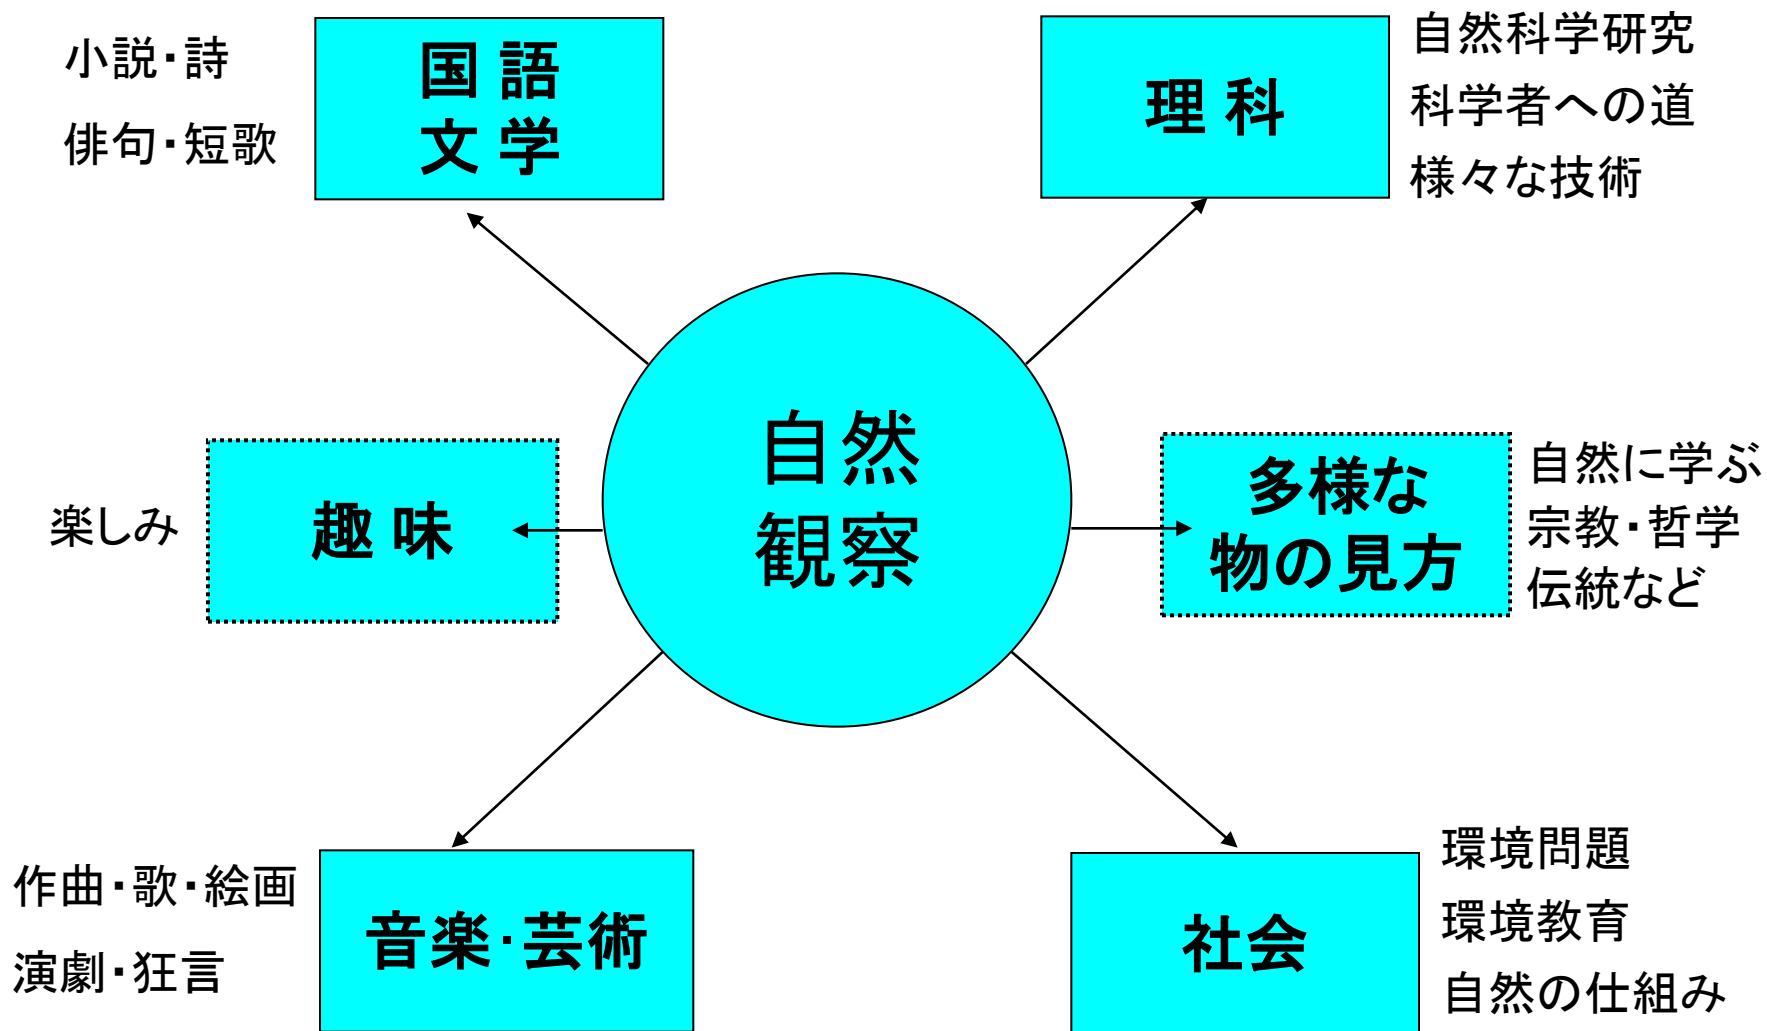 小説・詩
俳句・短歌
国 語
文 学
理 科
自然科学研究
科学者への道
様々な技術
自然
観察
楽しみ
趣 味
多様な
物の見方
自然に学ぶ
宗教・哲学
伝統など
作曲・歌・絵画
演劇・狂言
音楽・芸術
社会
環境問題
環境教育
自然の仕組み